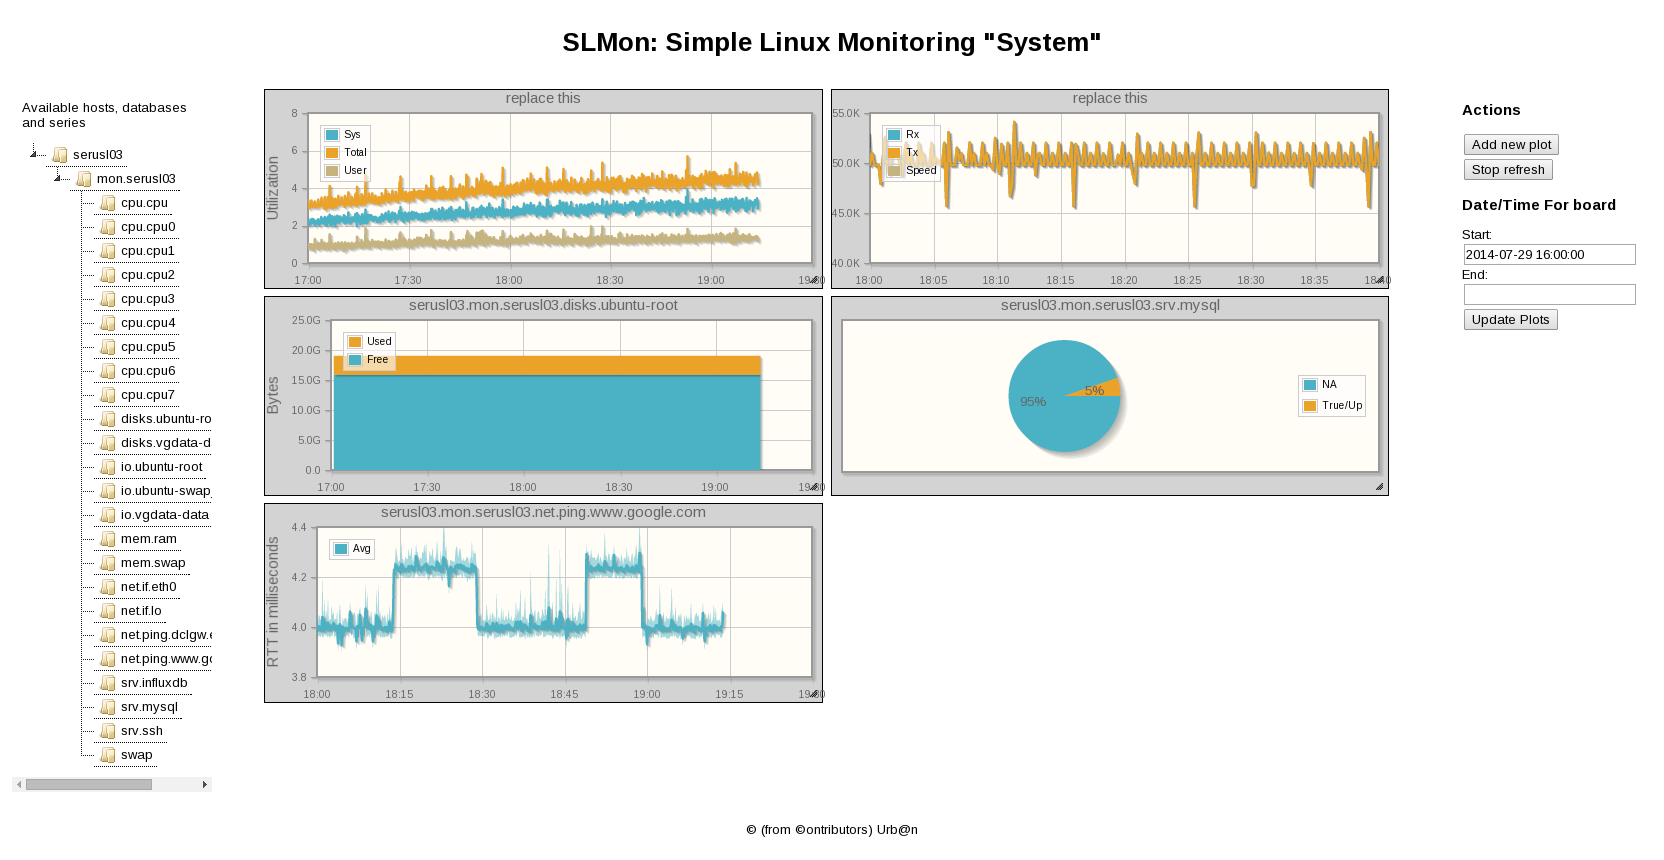 SLMon: Simple Linux Monitoring "System"
Available hosts, databases
and series
serusl03
mon.serusl03
cpu.cpu
cpu.cpu0
cpu.cpu1
cpu.cpu2
cpu.cpu3
cpu.cpu4
cpu.cpu5
cpu.cpu6
cpu.cpu7
disks.ubuntu-ro
disks.vgdata-d
io.ubuntu-root
io.ubuntu-swap_
io.vgdata-data
mem.ram
mem.swap
net.if.eth0
net.if.lo
net.ping.dclgw.e
net.ping.www.go
srv.influxdb
srv.mysql
srv.ssh
swap
replace this
Utilization
8
6
4
2
0
Sys
Total
User
17:00 17:30 18:00 18:30 19:00 19:30
replace this
55.0K
50.0K
45.0K
40.0K
Rx
Tx
Speed
18:00 18:05 18:10 18:15 18:20 18:25 18:30 18:35 18:40
serusl03.mon.serusl03.disks.ubuntu-root
Bytes
25.0G
20.0G
15.0G
10.0G
5.0G
0.0
Used
Free
17:00 17:30 18:00 18:30 19:00 19:30
serusl03.mon.serusl03.srv.mysql
95%
5%
NA
True/Up
serusl03.mon.serusl03.net.ping.www.google.com
RTT in milliseconds
4.4
4.2
4.0
3.8
Avg
18:00 18:15 18:30 18:45 19:00 19:15 19:30
Actions
Add new plot
Stop refresh
Date/Time For board
Start:
2014-07-29 16:00:00
End:
Update Plots
© (from ©ontributors) Urb@n